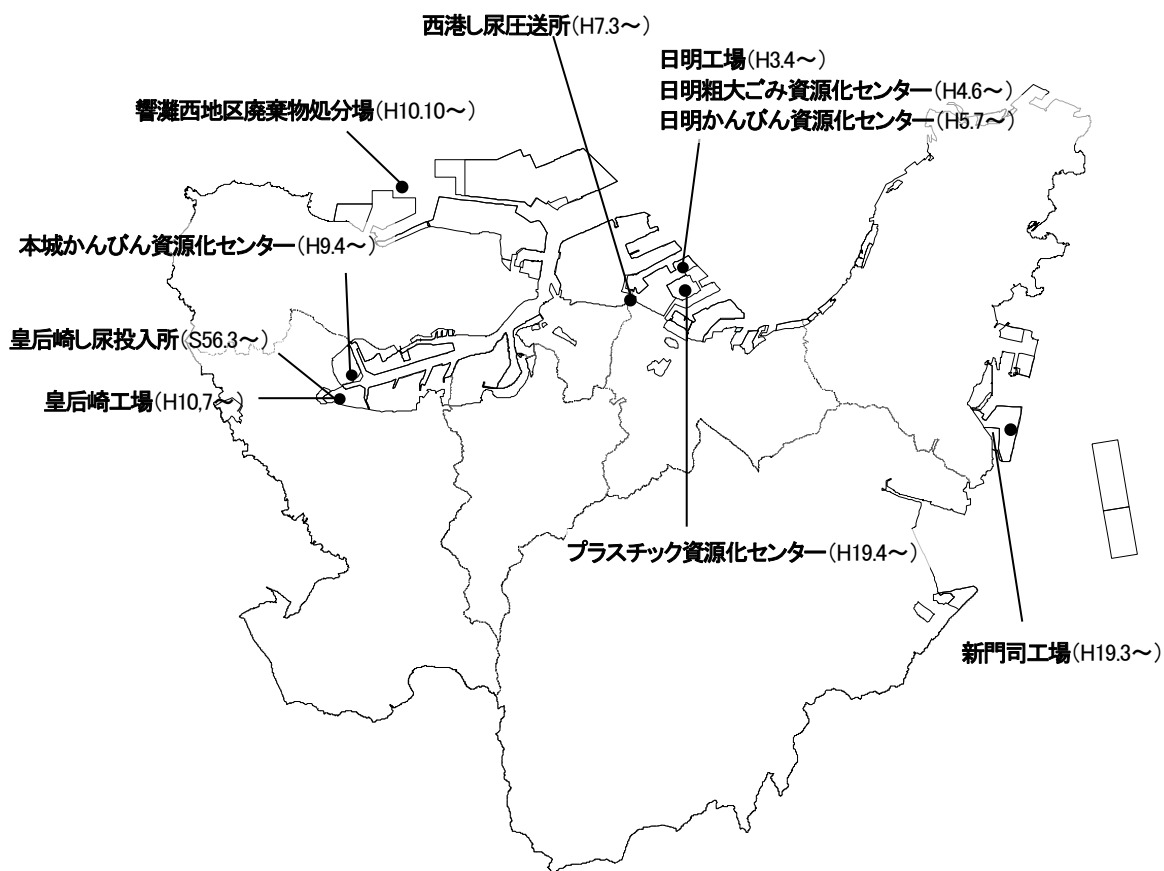 西港し尿圧送所（H7.3～）
日明工場（H3.4～）
日明粗大ごみ資源化センター（H4.6～）
日明かんびん資源化センター（H5.7～）
響灘西地区廃棄物処分場（H10.10～）
本城かんびん資源化センター（H9.4～）
皇后崎し尿投入所（S56.3～）
皇后崎工場（H10,7～）
プラスチック資源化センター（H19.4～）
新門司工場（H19.3～）